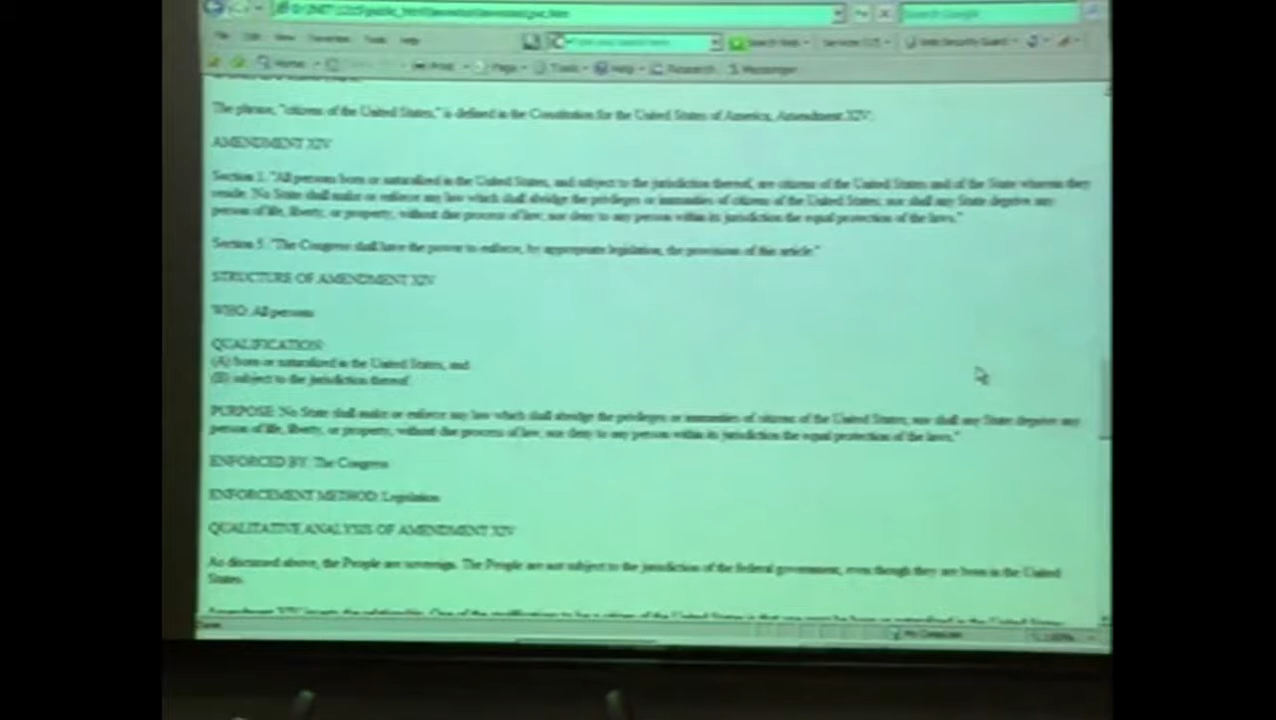 Search Google
Home Print Page Tools Help Research Messenger
The phrase, "citizens of the United States," is defined in the Constitution for the United States of America, Amendment XIV:
AMENDMENT XIV
Section 1. "All persons born or naturalized in the United States, and subject to the jurisdiction thereof, are citizens of the United States and of the State wherein they
reside. No State shall make or enforce any law which shall abridge the privileges or immunities of citizens of the United States; nor shall any State deprive any
person of life, liberty, or property, without due process of law; nor deny to any person within its jurisdiction the equal protection of the laws."
Section 5. "The Congress shall have the power to enforce, by appropriate legislation, the provisions of this article."
STRUCTURE OF AMENDMENT XIV
WHO: All persons
QUALIFICATION:
(A) born or naturalized in the United States, and
(B) subject to the jurisdiction thereof
PURPOSE: No State shall make or enforce any law which shall abridge the privileges or immunities of citizens of the United States; nor shall any State deprive any
person of life, liberty, or property, without due process of law; nor deny to any person within its jurisdiction the equal protection of the laws."
ENFORCED BY: The Congress
ENFORCEMENT METHOD: Legislation
QUALITATIVE ANALYSIS OF AMENDMENT XIV
As discussed above, the People are sovereign. The People are not subject to the jurisdiction of the federal government, even though they are born in the United
States.
My Computer